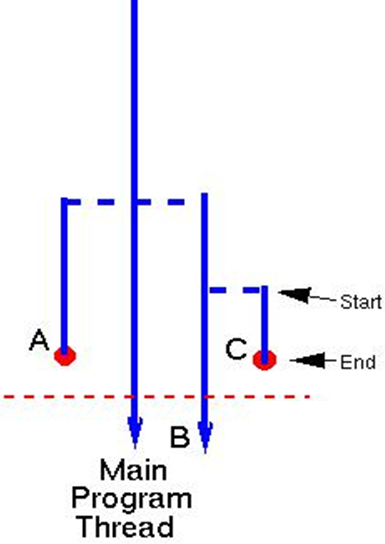 Start
A
C
End
B
Main
Program
Thread